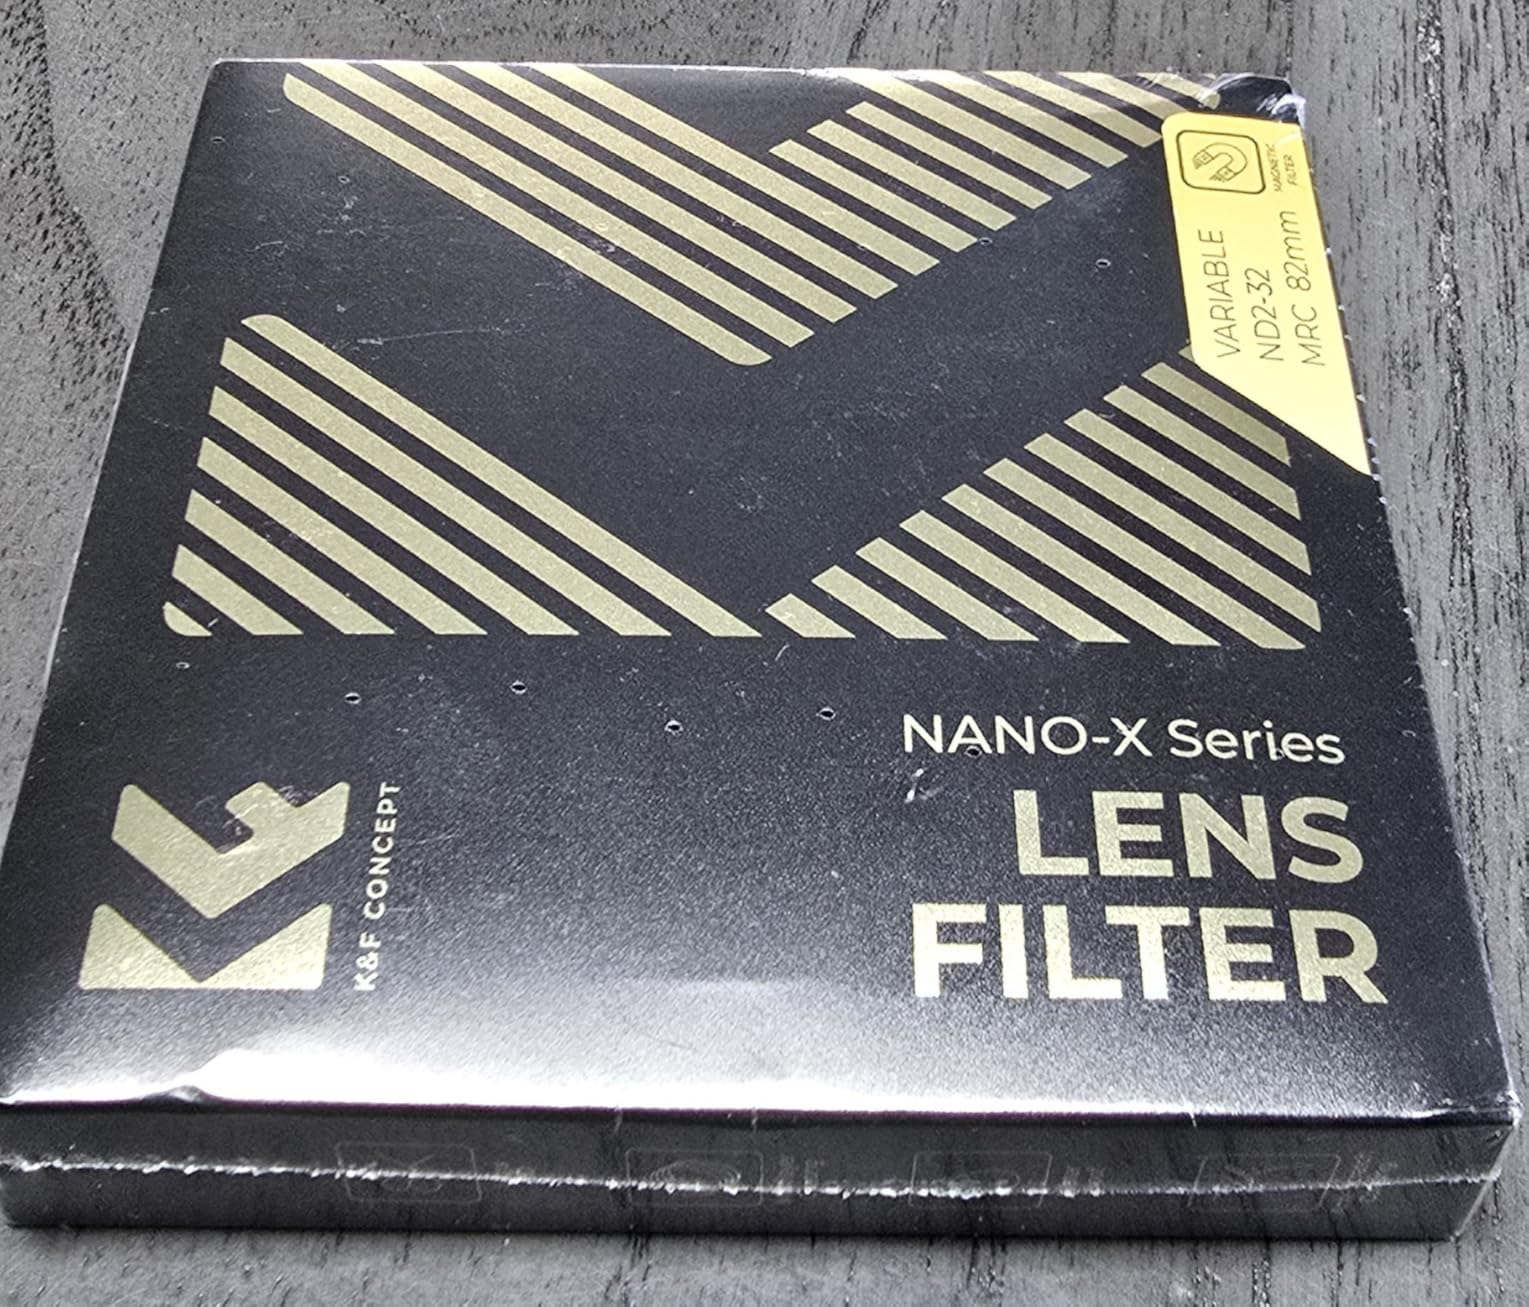 MAGNETIC
FILTER
VARIABLE
ND2-32
MRC 82mm
NANO-X Series
LENS
FILTER
K&F CONCEPT